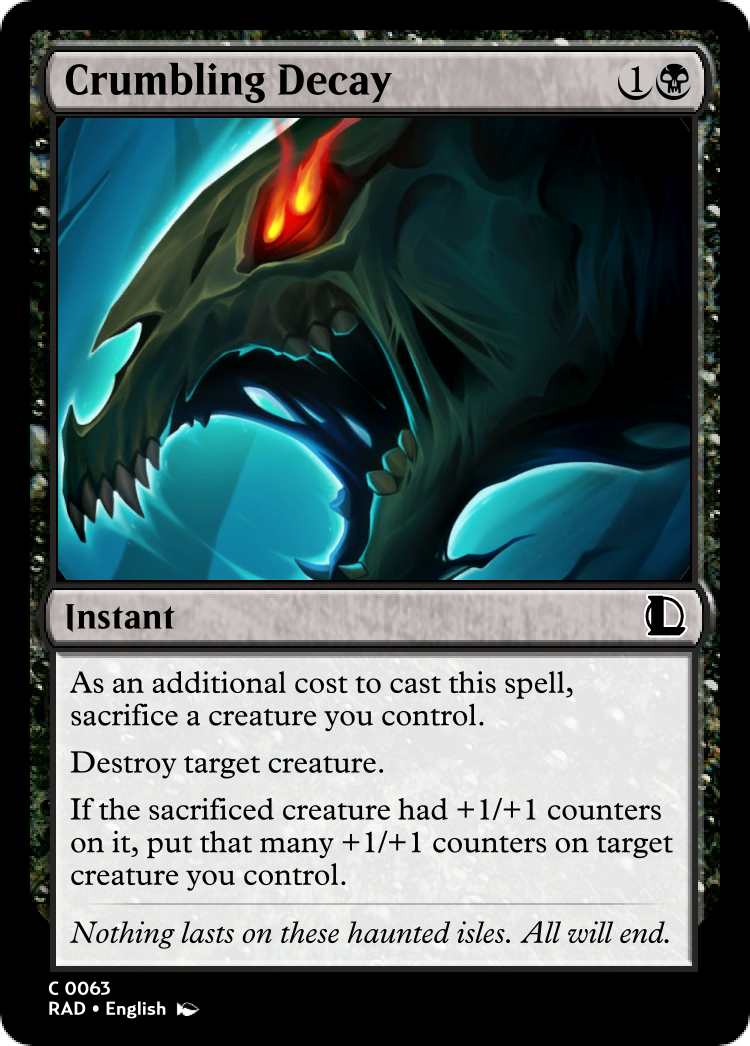 Crumbling Decay
1
Instant
As an additional cost to cast this spell,
sacrifice a creature you control.
Destroy target creature.
If the sacrificed creature had +1/+1 counters
on it, put that many +1/+1 counters on target
creature you control.
Nothing lasts on these haunted isles. All will end.
C 0063
RAD • English